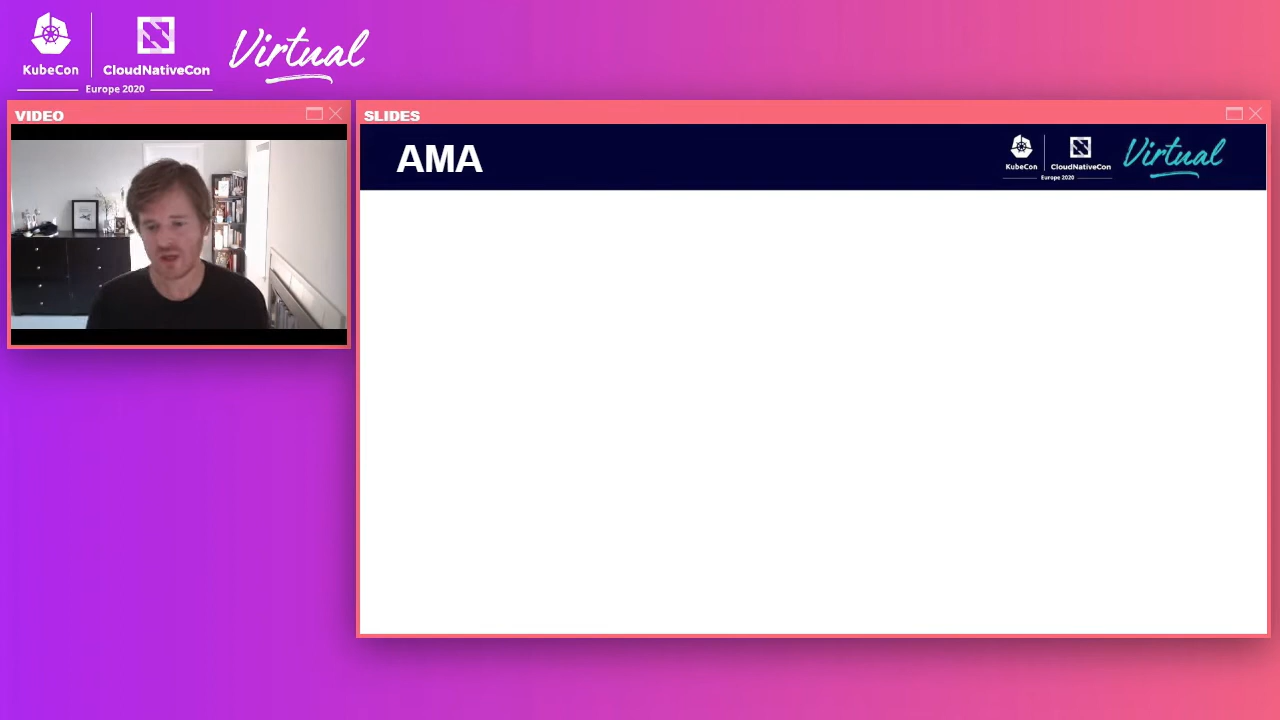 KubeCon
CloudNativeCon
Europe 2020
Virtual
VIDEO
SLIDES
AMA
KubeCon
CloudNativeCon
Europe 2020
Virtual